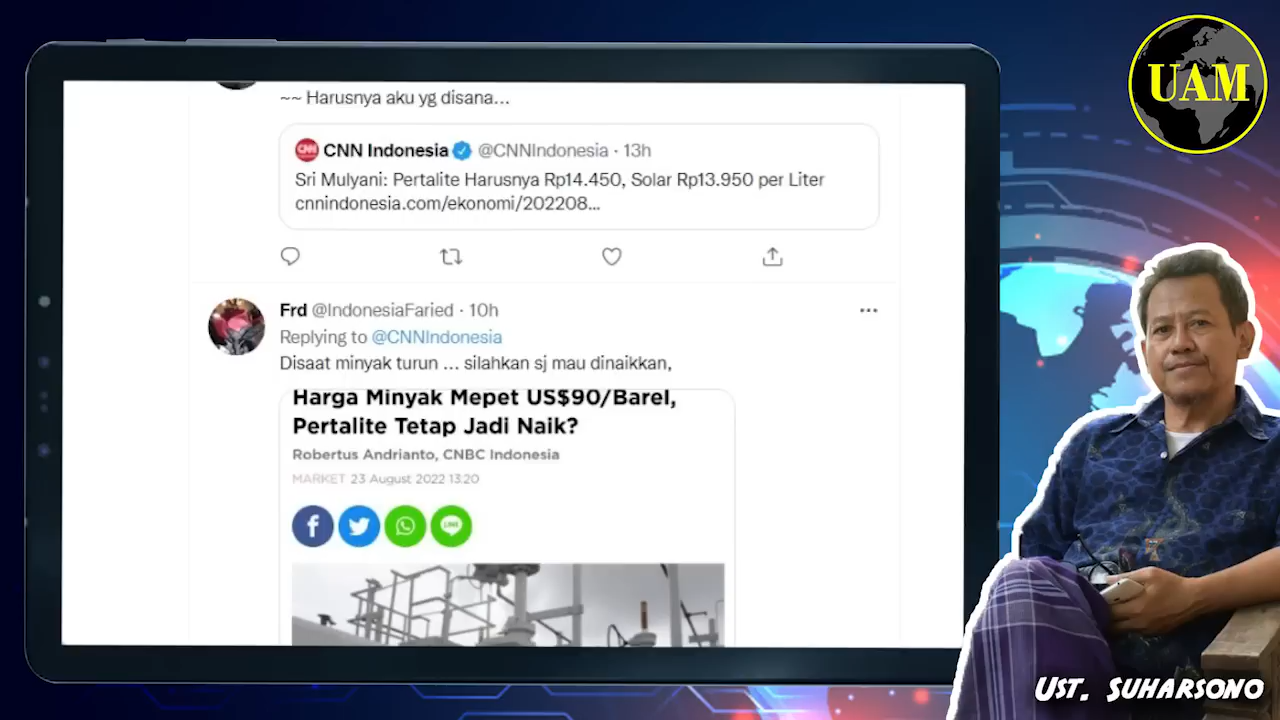 UAM
~~ Harusnya aku yg disana...
CNN
CNN Indonesia @CNNIndonesia · 13h
Sri Mulyani: Pertalite Harusnya Rp14.450, Solar Rp13.950 per Liter
cnnindonesia.com/ekonomi/202208...
Frd @IndonesiaFaried · 10h
Replying to @CNNIndonesia
Disaat minyak turun ... silahkan sj mau dinaikkan,
Harga Minyak Mepet US$90/Barel,
Pertalite Tetap Jadi Naik?
Robertus Andrianto, CNBC Indonesia
MARKET 23 August 2022 13:20
f
LINE
UST. SUHARSONO